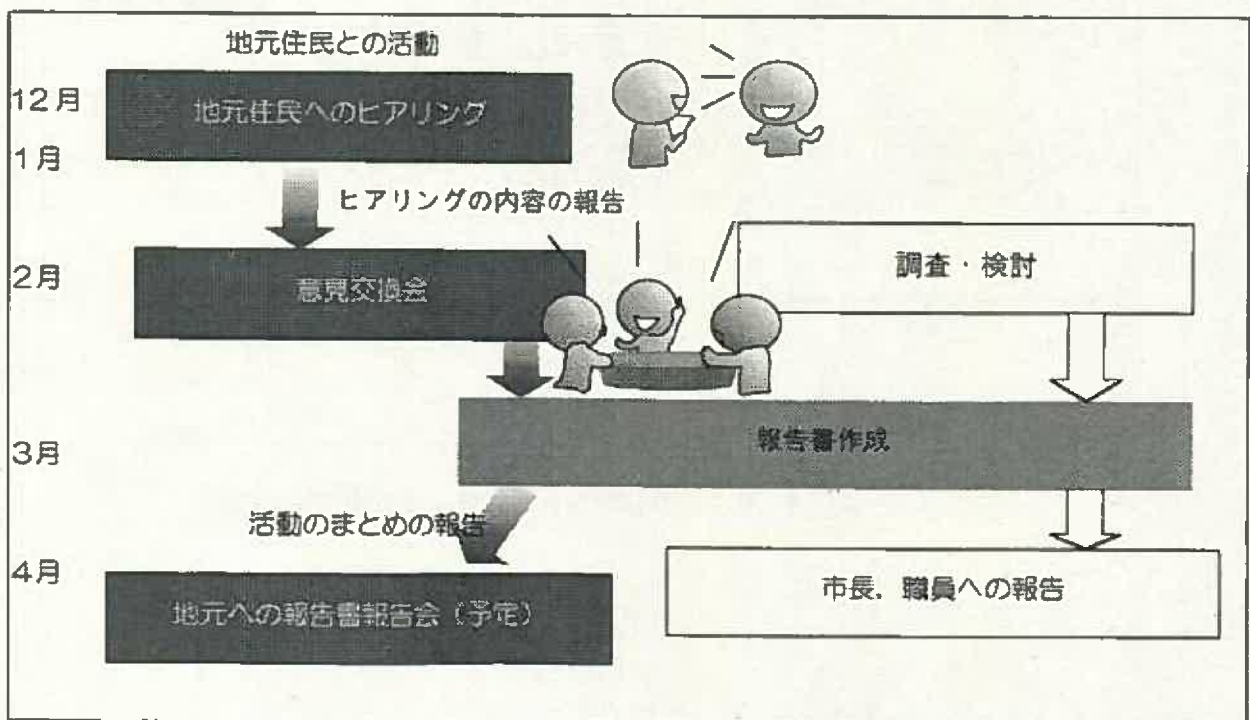 地元住民との活動
12月
地元住民へのヒアリング
1月
ヒアリングの内容の報告
2月
意見交換会
調査・検討
3月
報告書作成
活動のまとめの報告
4月
地元への報告書報告会(予定)
市長,職員への報告